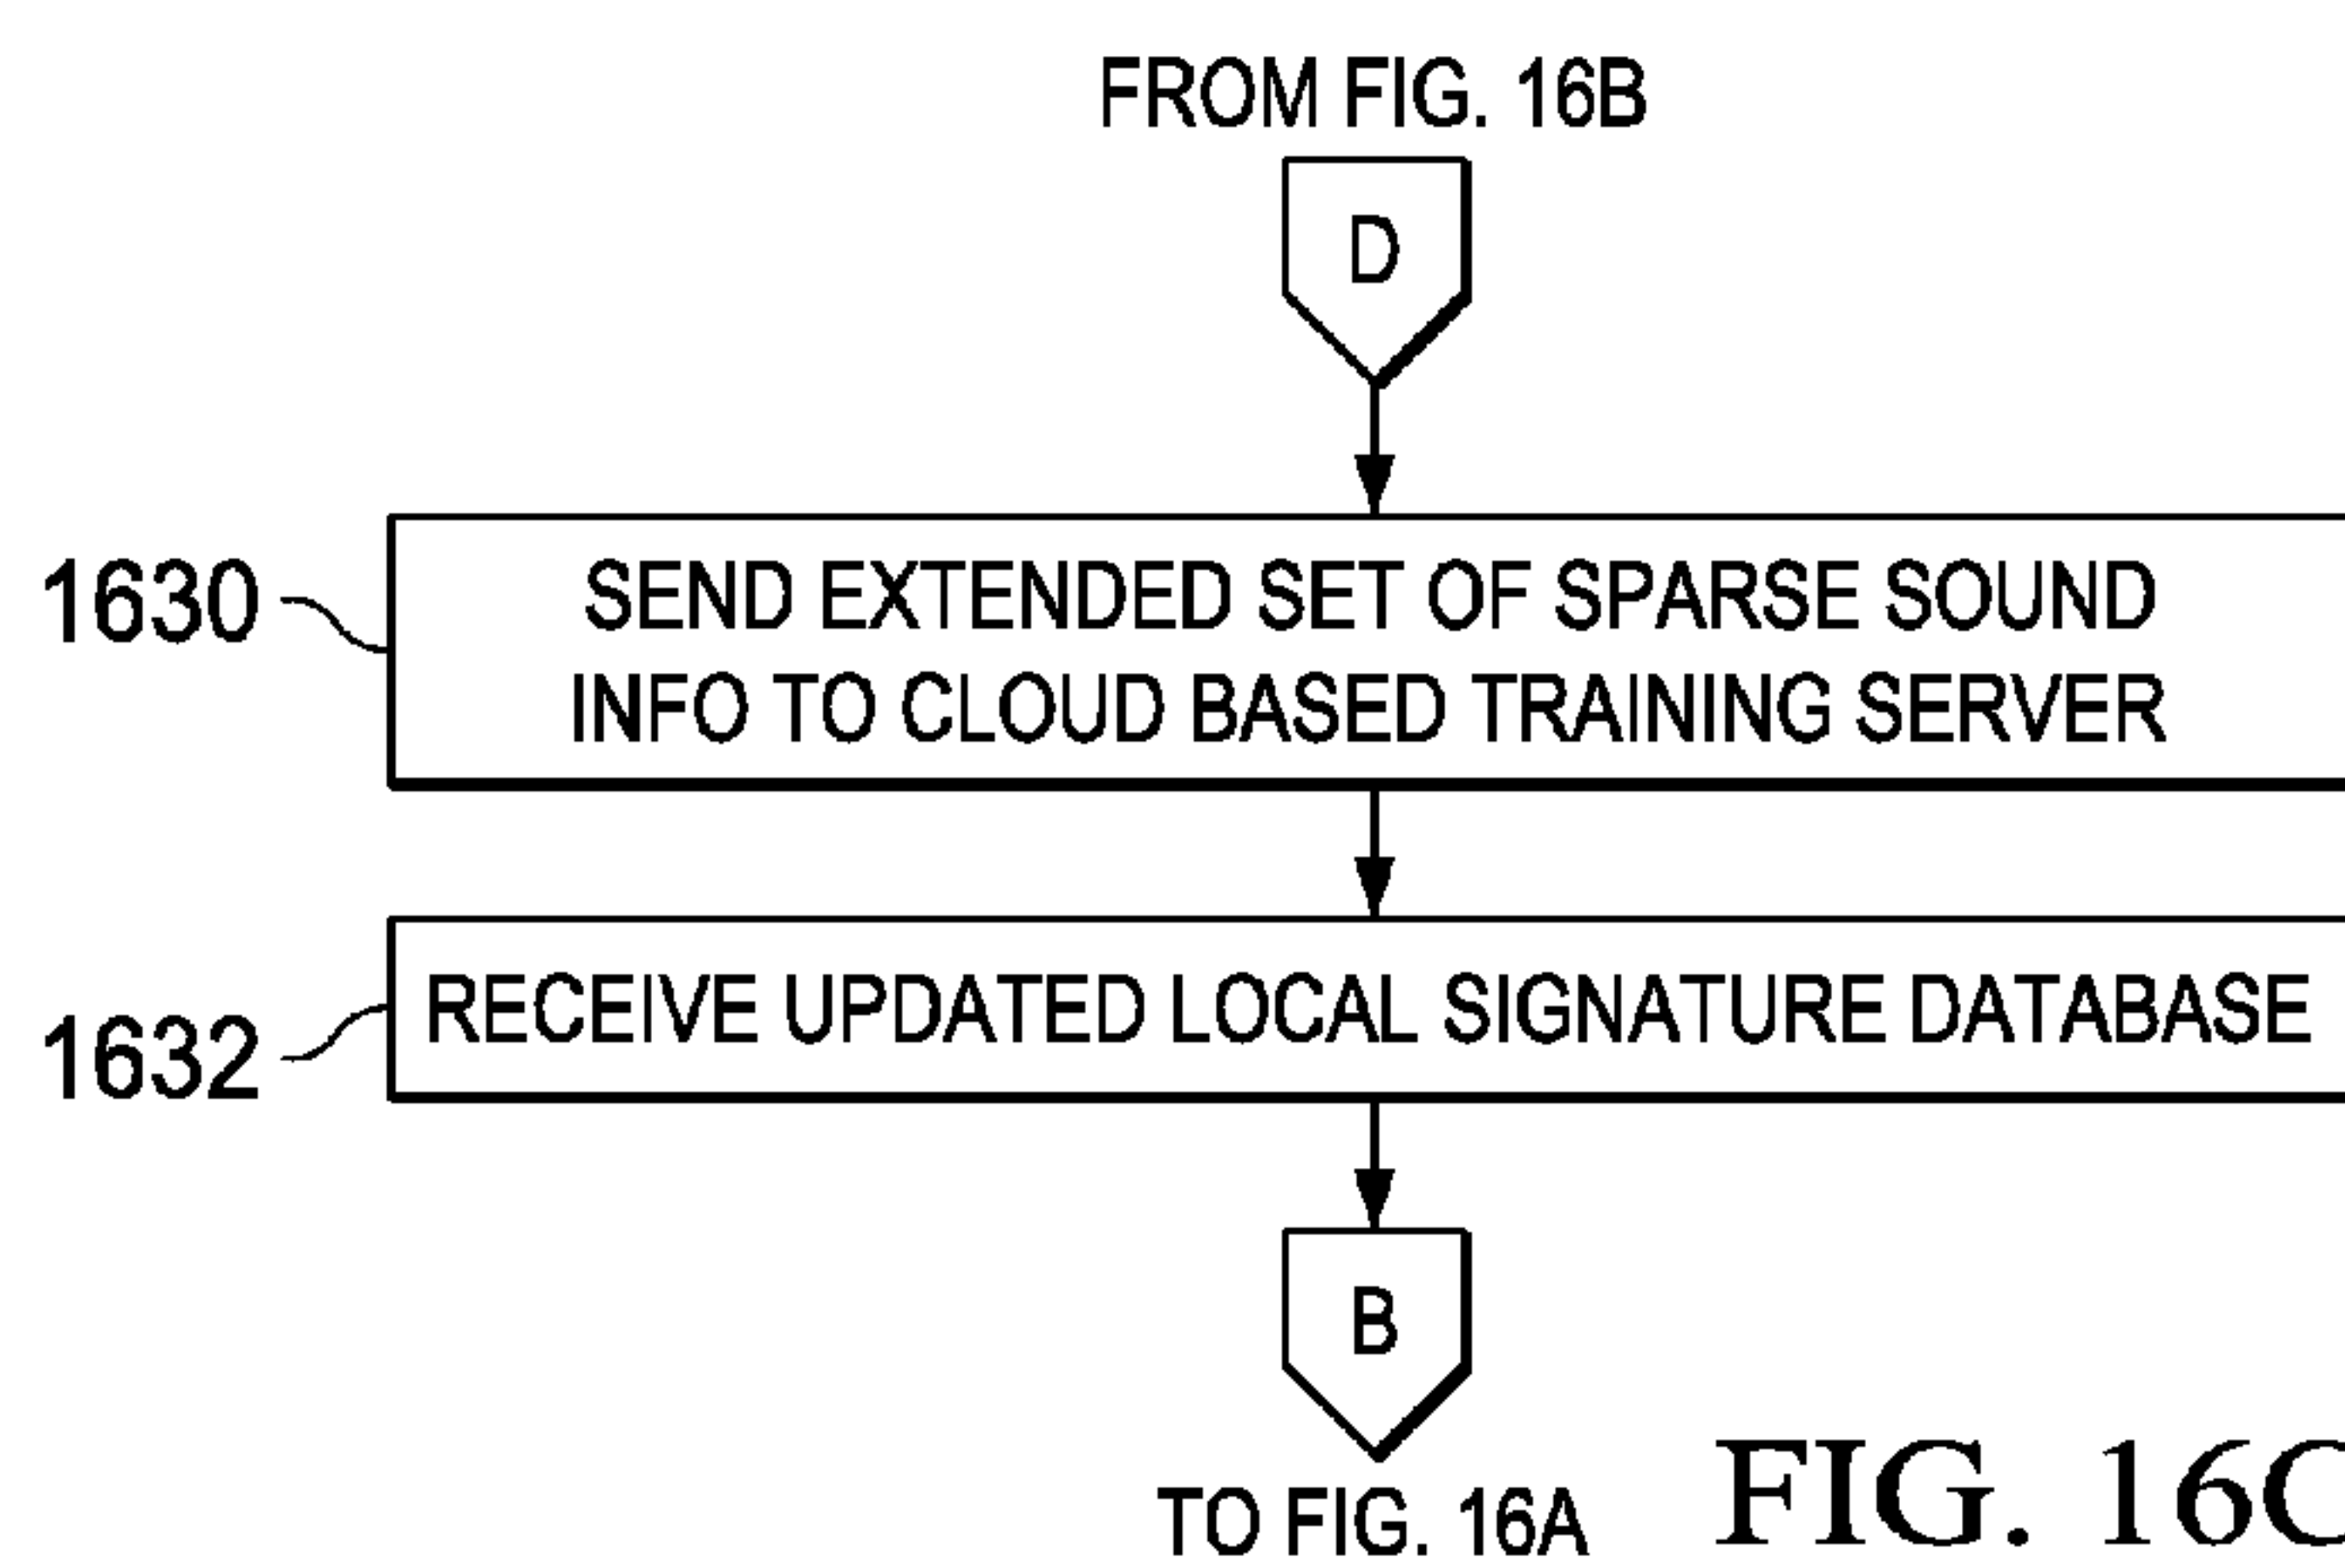 FROM FIG. 16B
D
1630
SEND EXTENDED SET OF SPARSE SOUND
INFO TO CLOUD BASED TRAINING SERVER
1632
RECEIVE UPDATED LOCAL SIGNATURE DATABASE
B
TO FIG. 16A
FIG. 16C